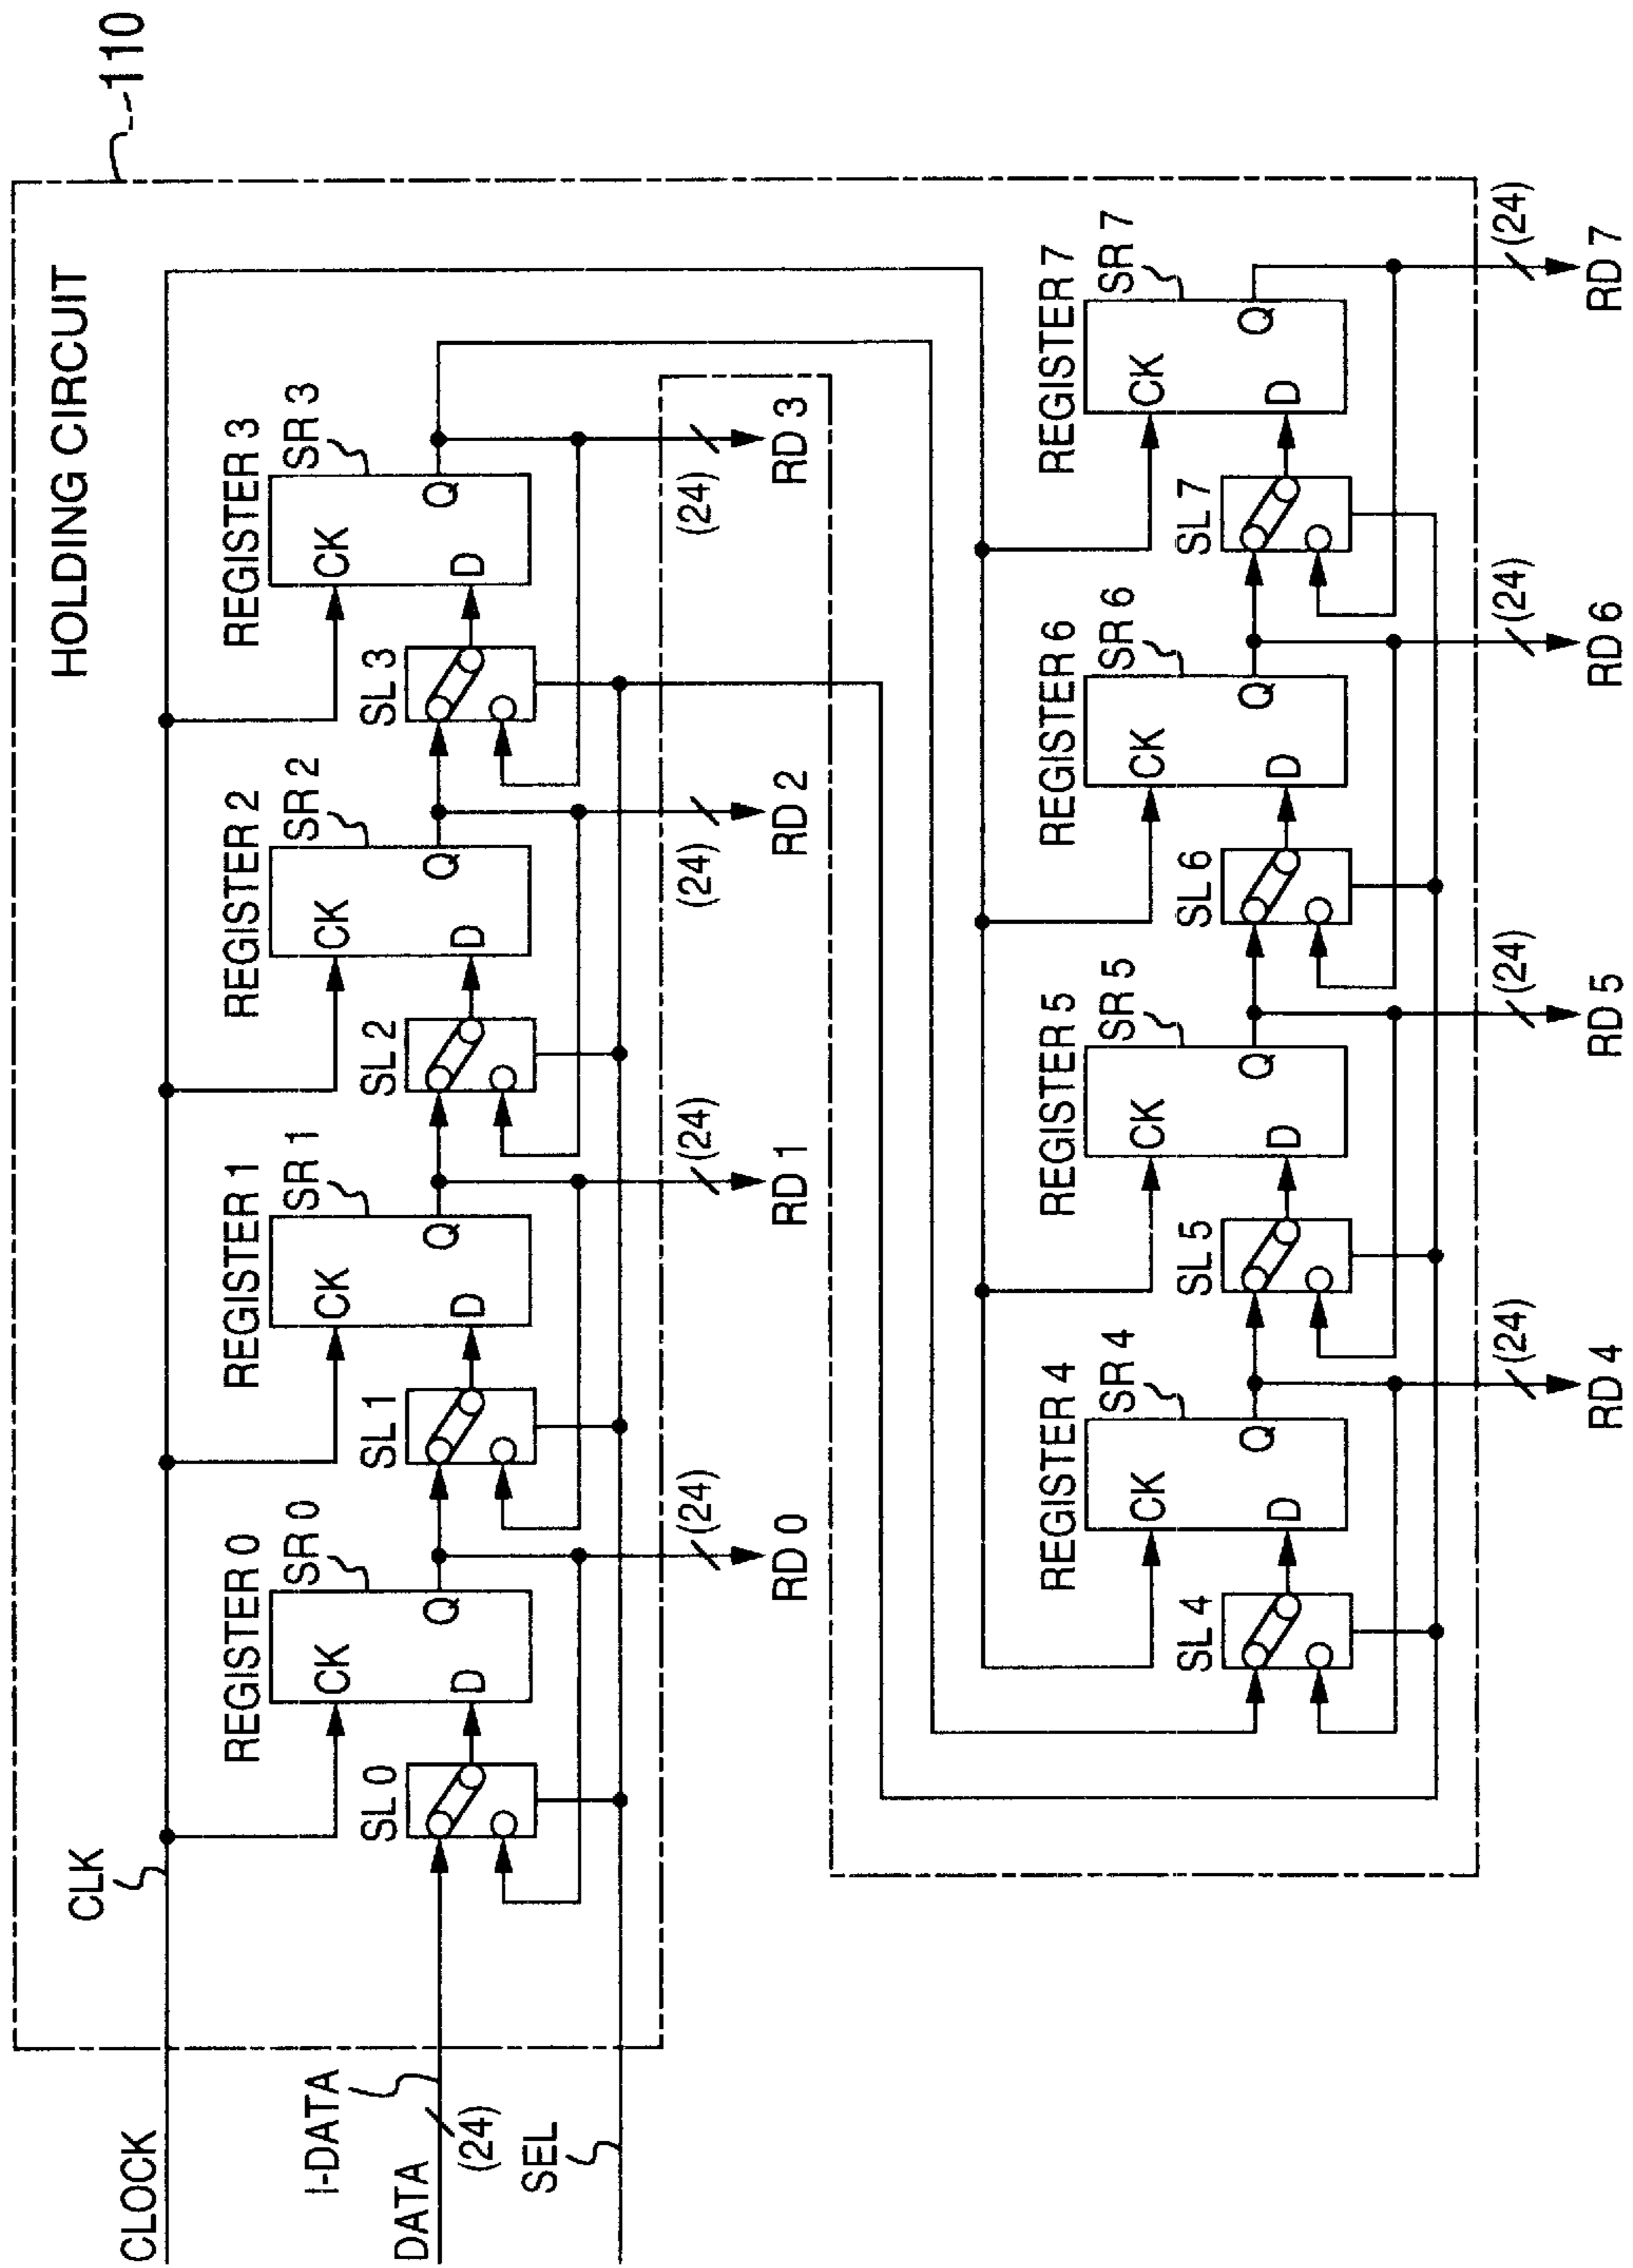 110
HOLDING CIRCUIT
CLOCK
CLK
I-DATA
DATA
(24)
SEL
REGISTER 0
SR 0
CK
D
Q
SL 0
(24)
RD 0
REGISTER 1
SR 1
CK
D
Q
SL 1
(24)
RD 1
REGISTER 2
SR 2
CK
D
Q
SL 2
(24)
RD 2
REGISTER 3
SR 3
CK
D
Q
SL 3
(24)
RD 3
REGISTER 4
SR 4
CK
D
Q
SL 4
(24)
RD 4
REGISTER 5
SR 5
CK
D
Q
SL 5
(24)
RD 5
REGISTER 6
SR 6
CK
D
Q
SL 6
(24)
RD 6
REGISTER 7
SR 7
CK
D
Q
SL 7
(24)
RD 7